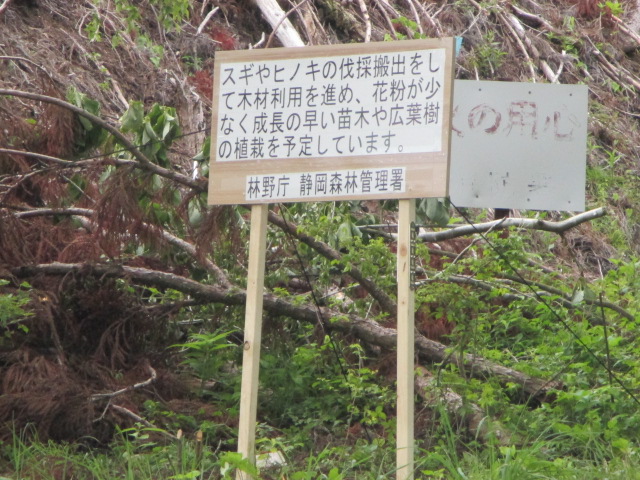 スギやヒノキの伐採搬出をし
て木材利用を進め、花粉が少
なく成長の早い苗木や広葉樹
の植栽を予定しています。
林野庁 静岡森林管理署
の用心